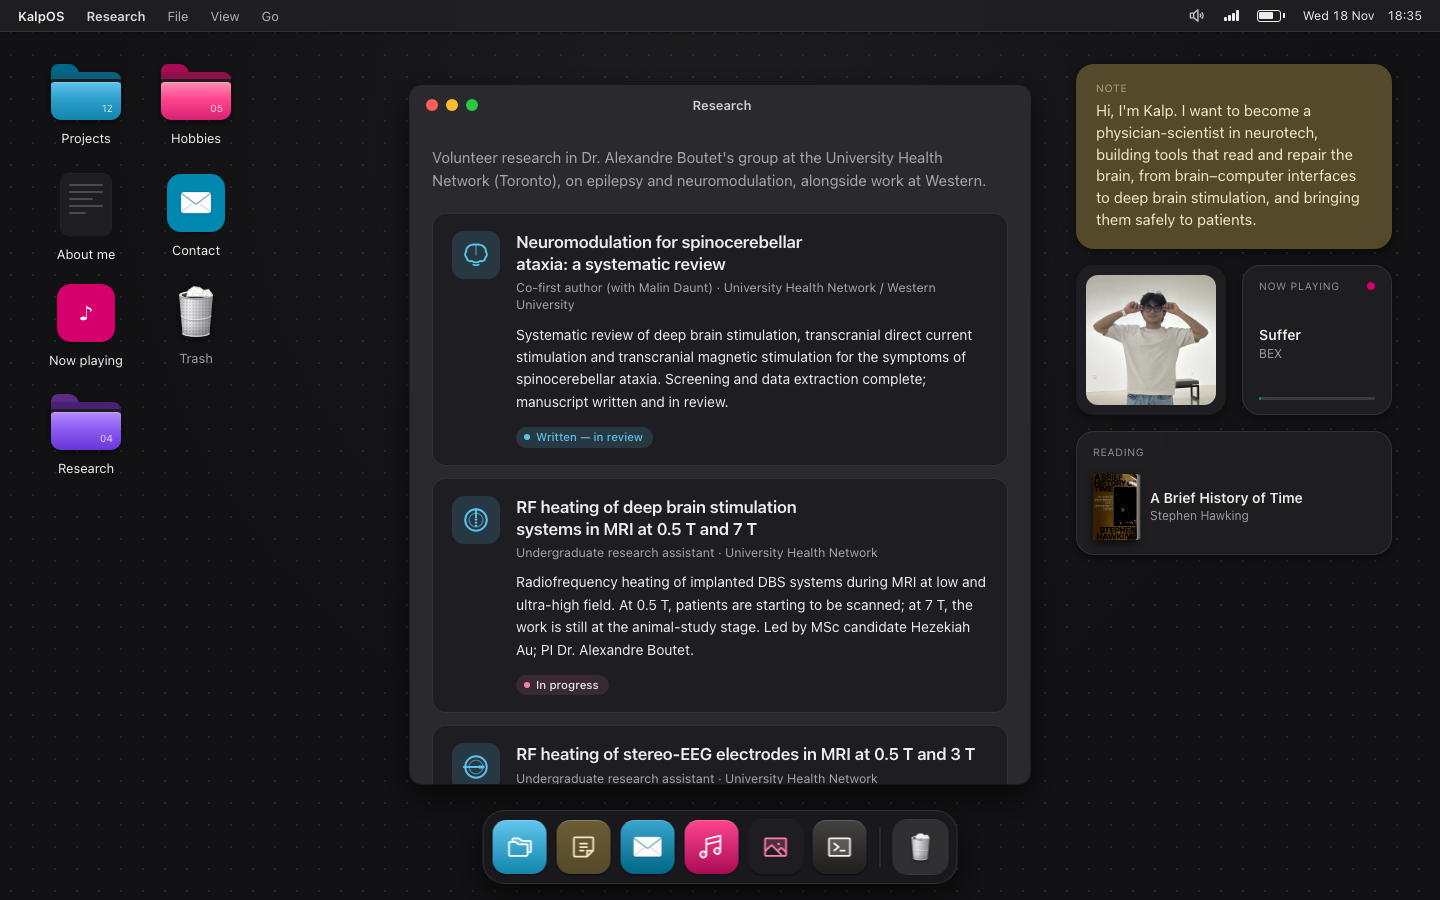 KalpOS Research File View Go
Wed 18 Nov 18:35
12
Projects
05
Hobbies
About me
Contact
Now playing
Trash
04
Research
Research
Volunteer research in Dr. Alexandre Boutet's group at the University Health
Network (Toronto), on epilepsy and neuromodulation, alongside work at Western.
Neuromodulation for spinocerebellar
ataxia: a systematic review
Co-first author (with Malin Daunt) · University Health Network / Western
University
Systematic review of deep brain stimulation, transcranial direct current
stimulation and transcranial magnetic stimulation for the symptoms of
spinocerebellar ataxia. Screening and data extraction complete;
manuscript written and in review.
Written — in review
RF heating of deep brain stimulation
systems in MRI at 0.5 T and 7 T
Undergraduate research assistant · University Health Network
Radiofrequency heating of implanted DBS systems during MRI at low and
ultra-high field. At 0.5 T, patients are starting to be scanned; at 7 T, the
work is still at the animal-study stage. Led by MSc candidate Hezekiah
Au; PI Dr. Alexandre Boutet.
In progress
RF heating of stereo-EEG electrodes in MRI at 0.5 T and 3 T
Undergraduate research assistant · University Health Network
NOTE
Hi, I'm Kalp. I want to become a
physician-scientist in neurotech,
building tools that read and repair the
brain, from brain–computer interfaces
to deep brain stimulation, and bringing
them safely to patients.
NOW PLAYING
Suffer
BEX
READING
A BRIEF
HISTORY OF
TIME
STEPHEN
HAWKING
A Brief History of Time
Stephen Hawking